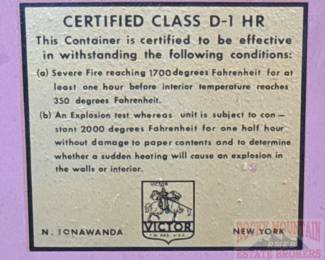 CERTIFIED CLASS D-1 HR
This Container is certified to be effective
in withstanding the following conditions:
(a) Severe Fire reaching 1700 degrees Fahrenheit for at
least one hour before interior temperature reaches
350 degrees Fahrenheit.
(b) An Explosion test whereas unit is subject to con-
stant 2000 degrees Fahrenheit for one half hour
without damage to paper contents and to determine
whether a sudden heating will cause an explosion in
the walls or interior.
VICTOR
VICTOR
N. TONAWANDA
NEW YORK
ROCKY MOUNTAIN
ESTATE BROKERS